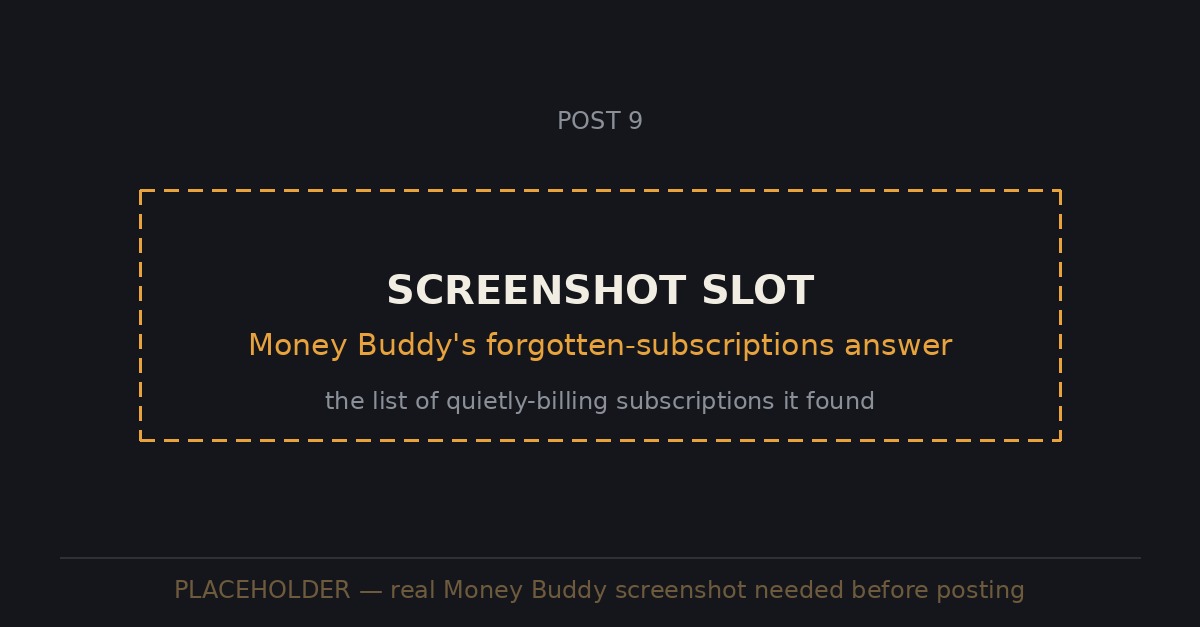 POST 9
SCREENSHOT SLOT
Money Buddy's forgotten-subscriptions answer
the list of quietly-billing subscriptions it found
PLACEHOLDER — real Money Buddy screenshot needed before posting